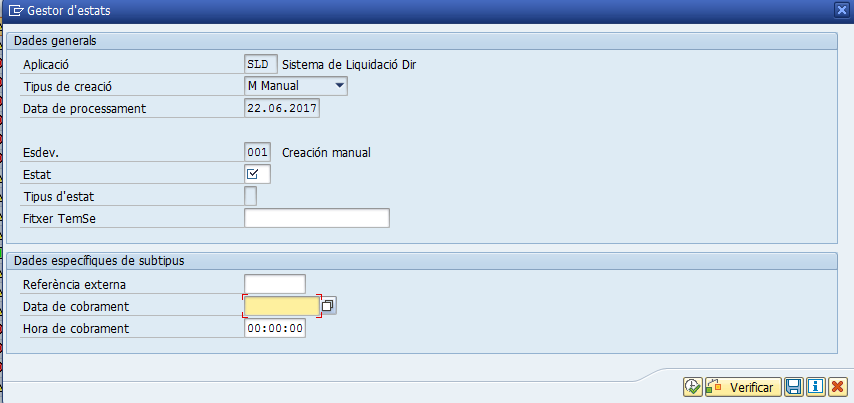 Gestor d'estats
Dades generals
Aplicació SLD Sistema de Liquidació Dir
Tipus de creació M Manual
Data de processament 22.06.2017
Esdev. 001 Creación manual
Estat
Tipus d'estat
Fitxer TemSe
Dades específiques de subtipus
Referència externa
Data de cobrament
Hora de cobrament 00:00:00
Verificar